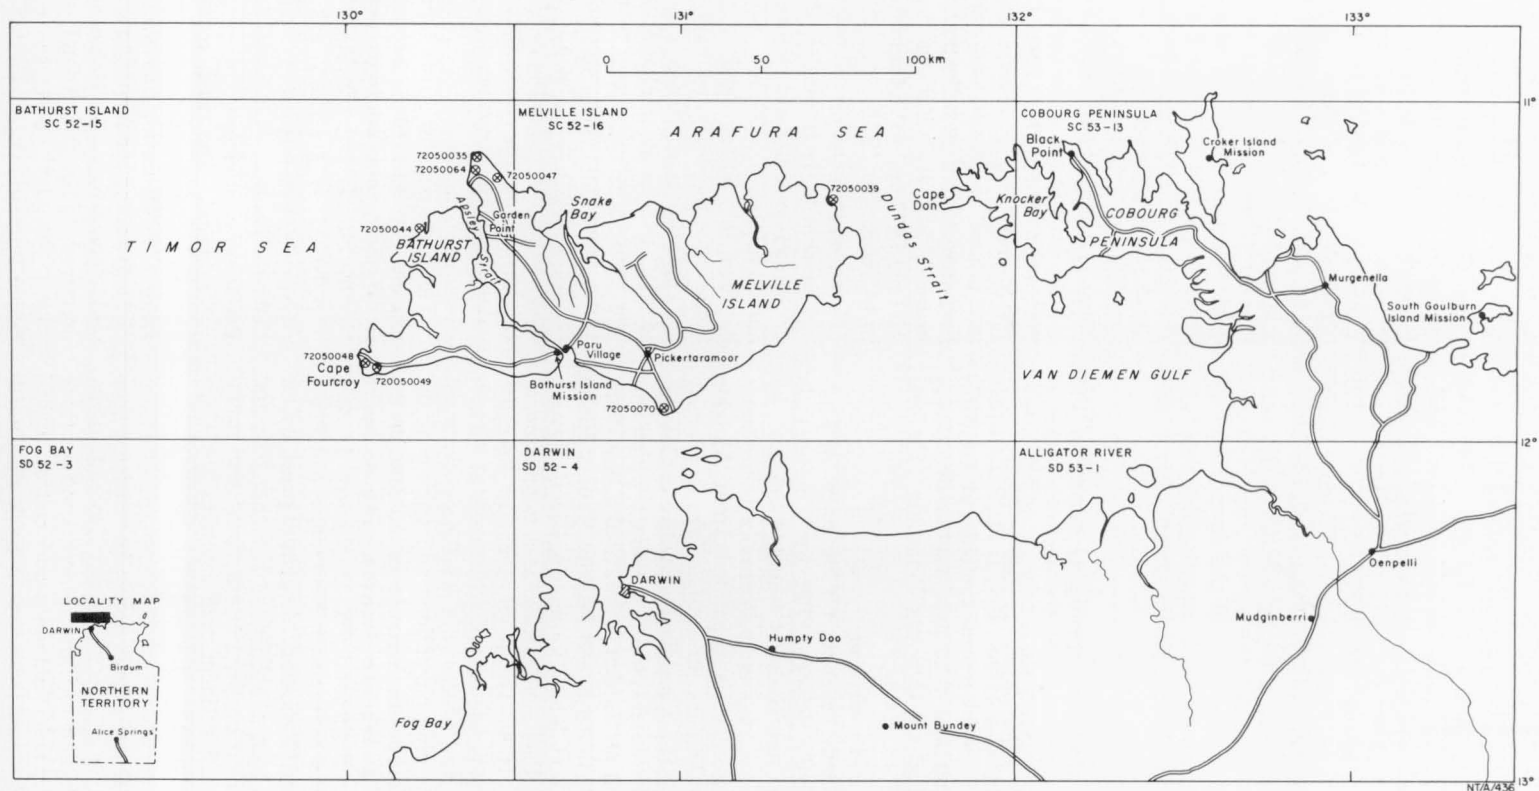 130°
131°
132°
133°
0 50 100 km
11°
BATHURST ISLAND
SC 52-15
MELVILLE ISLAND
SC 52-16
ARAFURA SEA
COBOURG PENINSULA
SC 53-13
Black
Point
Croker Island
Mission
72050035
72050064
72050047
Cape
Don
Knocker
Bay
COBOURG
PENINSULA
72050039
Snake
Bay
Garden
Point
Apsley
Strait
72050044
BATHURST
ISLAND
TIMOR SEA
Dundas Strait
MELVILLE
ISLAND
Murgenella
South Goulburn
Island Mission
72050048
Cape
Fourcroy
720050049
Paru
Village
Pickertaramoor
Bathurst Island
Mission
72050070
VAN DIEMEN GULF
12°
FOG BAY
SD 52-3
DARWIN
SD 52-4
ALLIGATOR RIVER
SD 53-1
Oenpelli
DARWIN
Mudginberri
Humpty Doo
Mount Bundey
Fog Bay
LOCALITY MAP
DARWIN
Birdum
NORTHERN
TERRITORY
Alice Springs
13°
NT/A/436